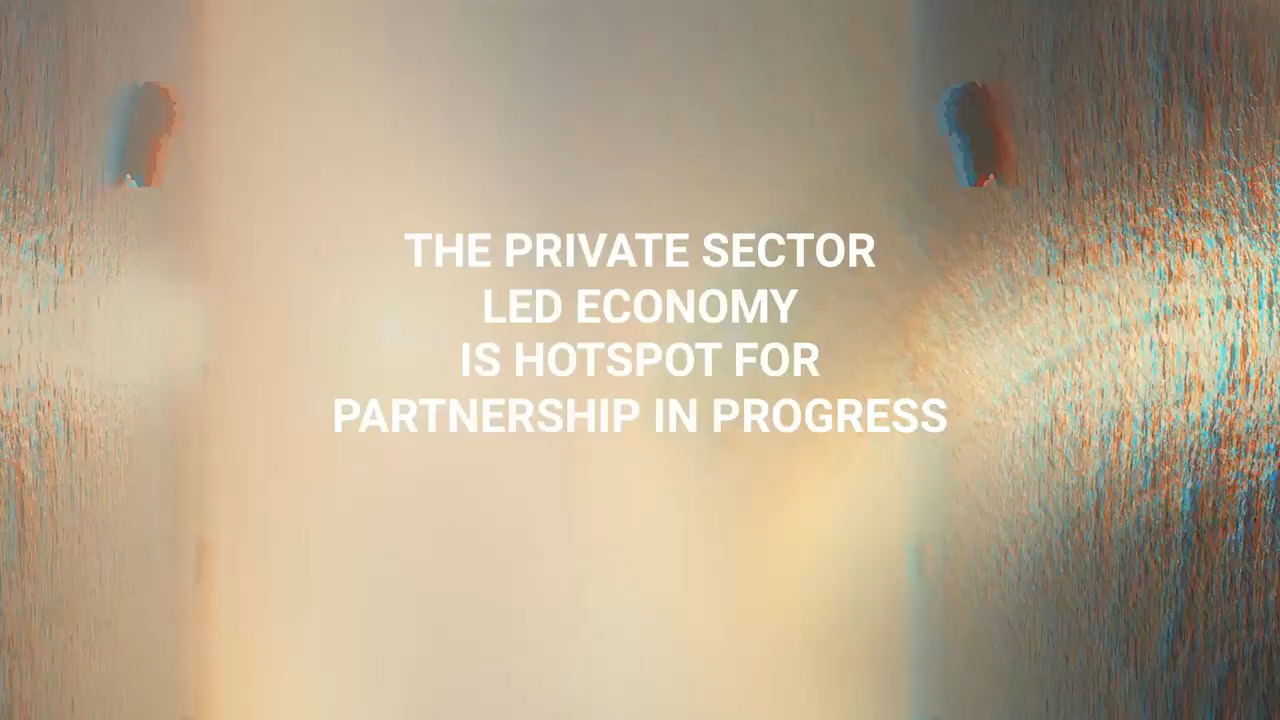 THE PRIVATE SECTOR
LED ECONOMY
IS HOTSPOT FOR
PARTNERSHIP IN PROGRESS